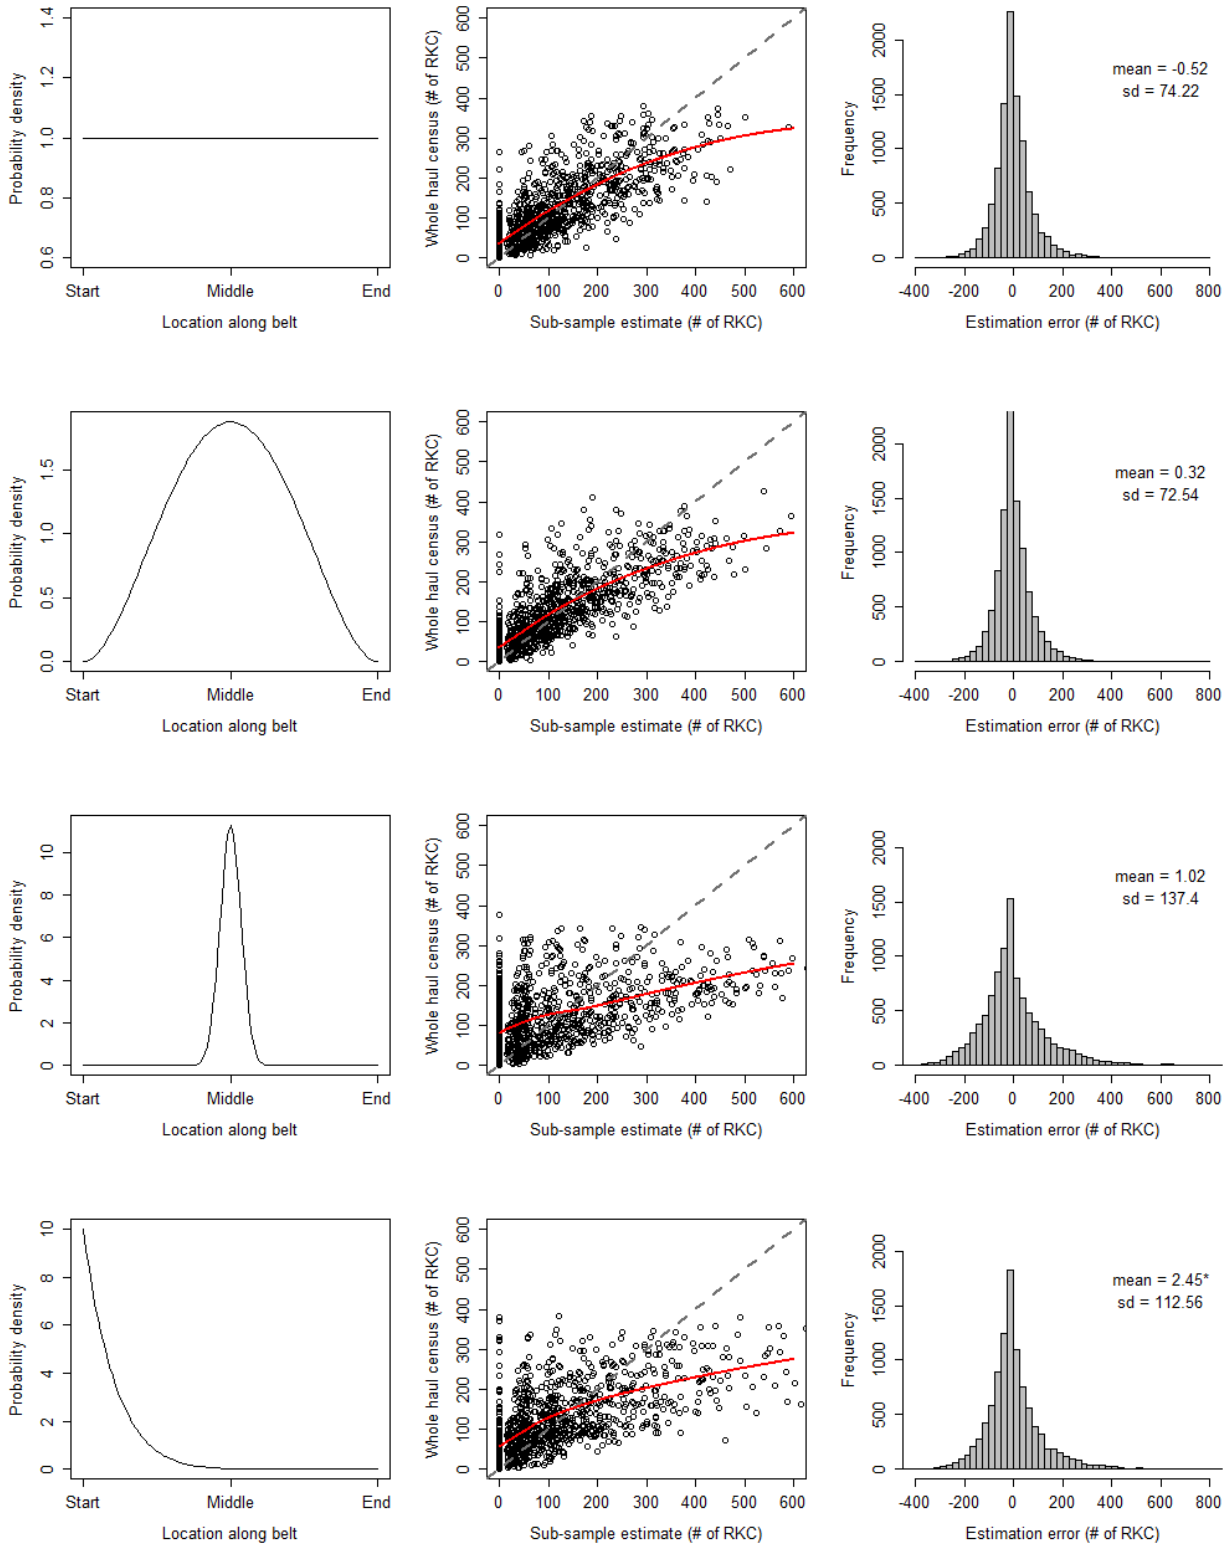 Probability density
1.4
1.2
1.0
0.8
0.6
Start Middle End
Location along belt
Whole haul census (# of RKC)
600
500
400
300
200
100
0
0 100 200 300 400 500 600
Sub-sample estimate (# of RKC)
Frequency
2000
1500
1000
500
0
mean = -0.52
sd = 74.22
-400 0 200 400 600 800
Estimation error (# of RKC)
Probability density
1.5
1.0
0.5
0.0
Start Middle End
Location along belt
Whole haul census (# of RKC)
600
500
400
300
200
100
0
0 100 200 300 400 500 600
Sub-sample estimate (# of RKC)
Frequency
2000
1500
1000
500
0
mean = 0.32
sd = 72.54
-400 0 200 400 600 800
Estimation error (# of RKC)
Probability density
10
8
6
4
2
0
Start Middle End
Location along belt
Whole haul census (# of RKC)
600
500
400
300
200
100
0
0 100 200 300 400 500 600
Sub-sample estimate (# of RKC)
Frequency
2000
1500
1000
500
0
mean = 1.02
sd = 137.4
-400 0 200 400 600 800
Estimation error (# of RKC)
Probability density
10
8
6
4
2
0
Start Middle End
Location along belt
Whole haul census (# of RKC)
600
500
400
300
200
100
0
0 100 200 300 400 500 600
Sub-sample estimate (# of RKC)
Frequency
2000
1500
1000
500
0
mean = 2.45*
sd = 112.56
-400 0 200 400 600 800
Estimation error (# of RKC)